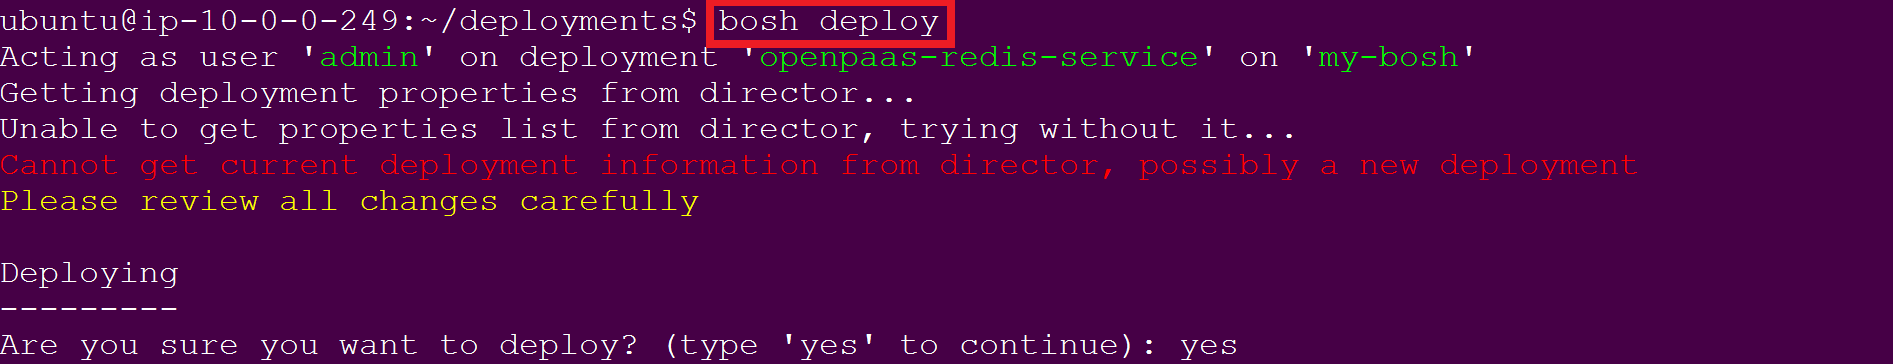 ubuntu@ip-10-0-0-249:~/deployments$ bosh deploy
Acting as user 'admin' on deployment 'openpaas-redis-service' on 'my-bosh'
Getting deployment properties from director...
Unable to get properties list from director, trying without it...
Cannot get current deployment information from director, possibly a new deployment
Please review all changes carefully
Deploying
---------
Are you sure you want to deploy? (type 'yes' to continue): yes